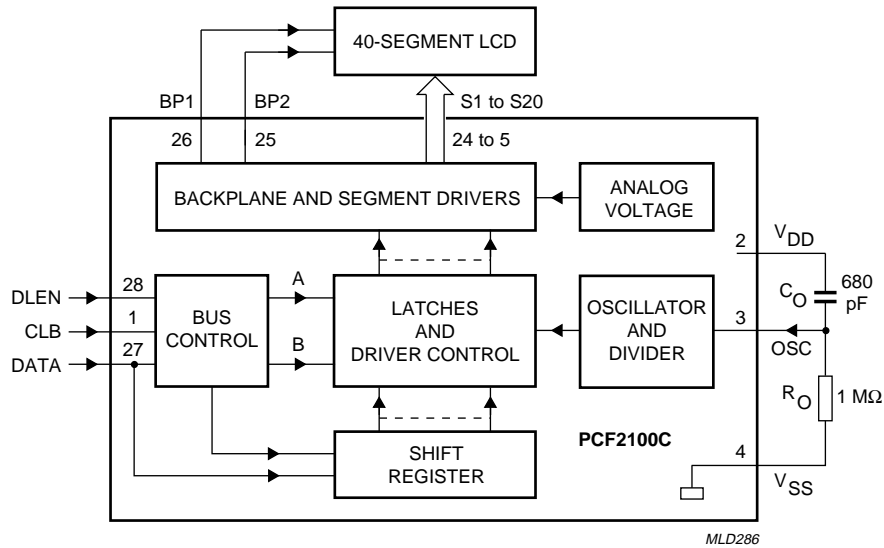 40-SEGMENT LCD
BP1
BP2
S1 to S20
26
25
24 to 5
BACKPLANE AND SEGMENT DRIVERS
ANALOG
VOLTAGE
2
VDD
DLEN
28
CLB
1
DATA
27
BUS
CONTROL
A
B
LATCHES
AND
DRIVER CONTROL
OSCILLATOR
AND
DIVIDER
3
OSC
CO
680
pF
RO
1 MΩ
SHIFT
REGISTER
PCF2100C
4
VSS
MLD286